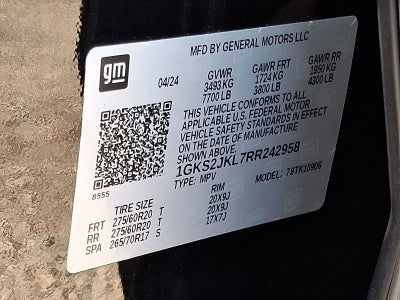 gm
MFD BY GENERAL MOTORS LLC
04/24 GVWR GAWR FRT GAWR RR
3493 KG 1724 KG 1950 KG
7700 LB 3800 LB 4300 LB
THIS VEHICLE CONFORMS TO ALL
APPLICABLE U.S. FEDERAL MOTOR
VEHICLE SAFETY STANDARDS IN EFFECT
ON THE DATE OF MANUFACTURE
SHOWN ABOVE.
1GKS2JKL7RR242958
TYPE: MPV MODEL: 78TK10906
8555
TIRE SIZE RIM
FRT 275/60R20 T 20X9J
RR 275/60R20 T 20X9J
SPA 265/70R17 S 17X7J